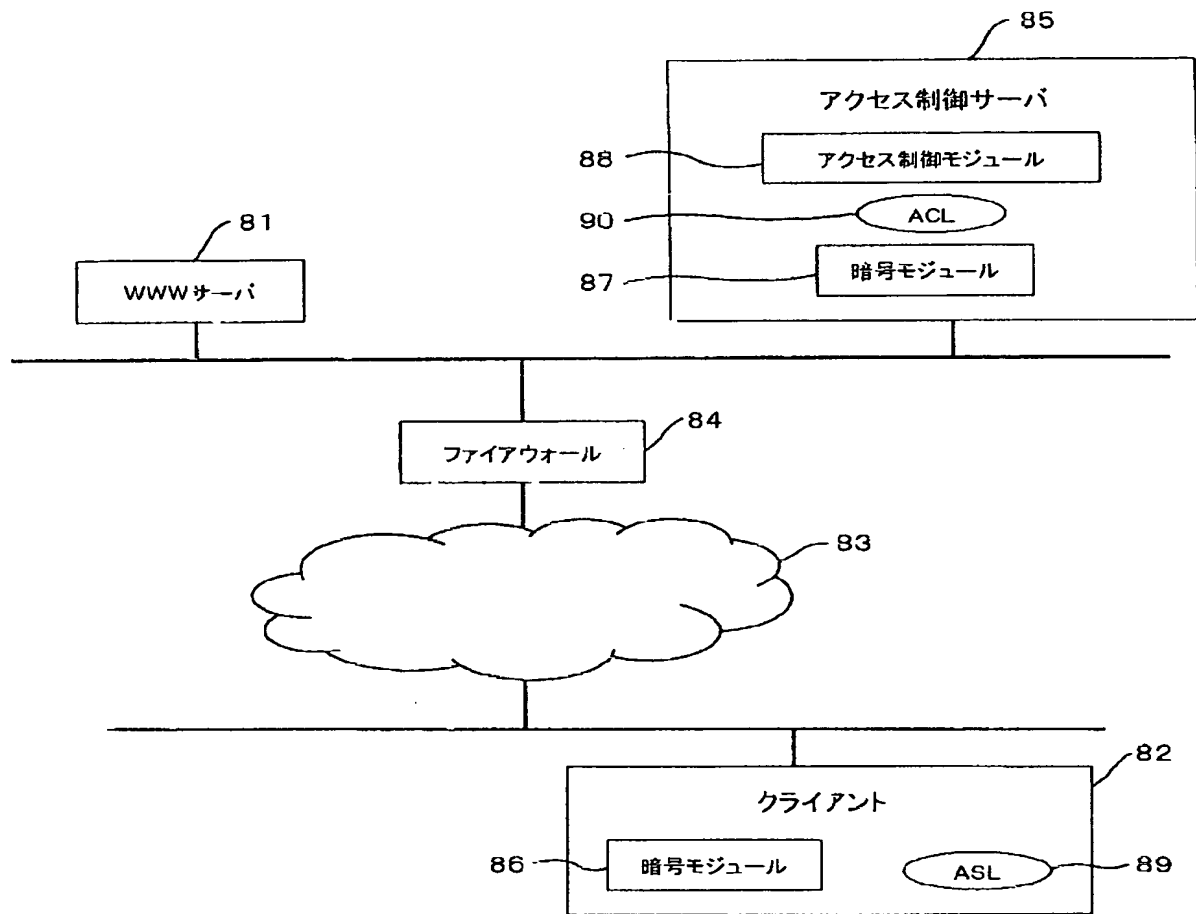 85
アクセス制御サーバ
88
アクセス制御モジュール
90
ACL
87
暗号モジュール
81
WWWサーバ
84
ファイアウォール
83
82
クライアント
86
暗号モジュール
ASL
89